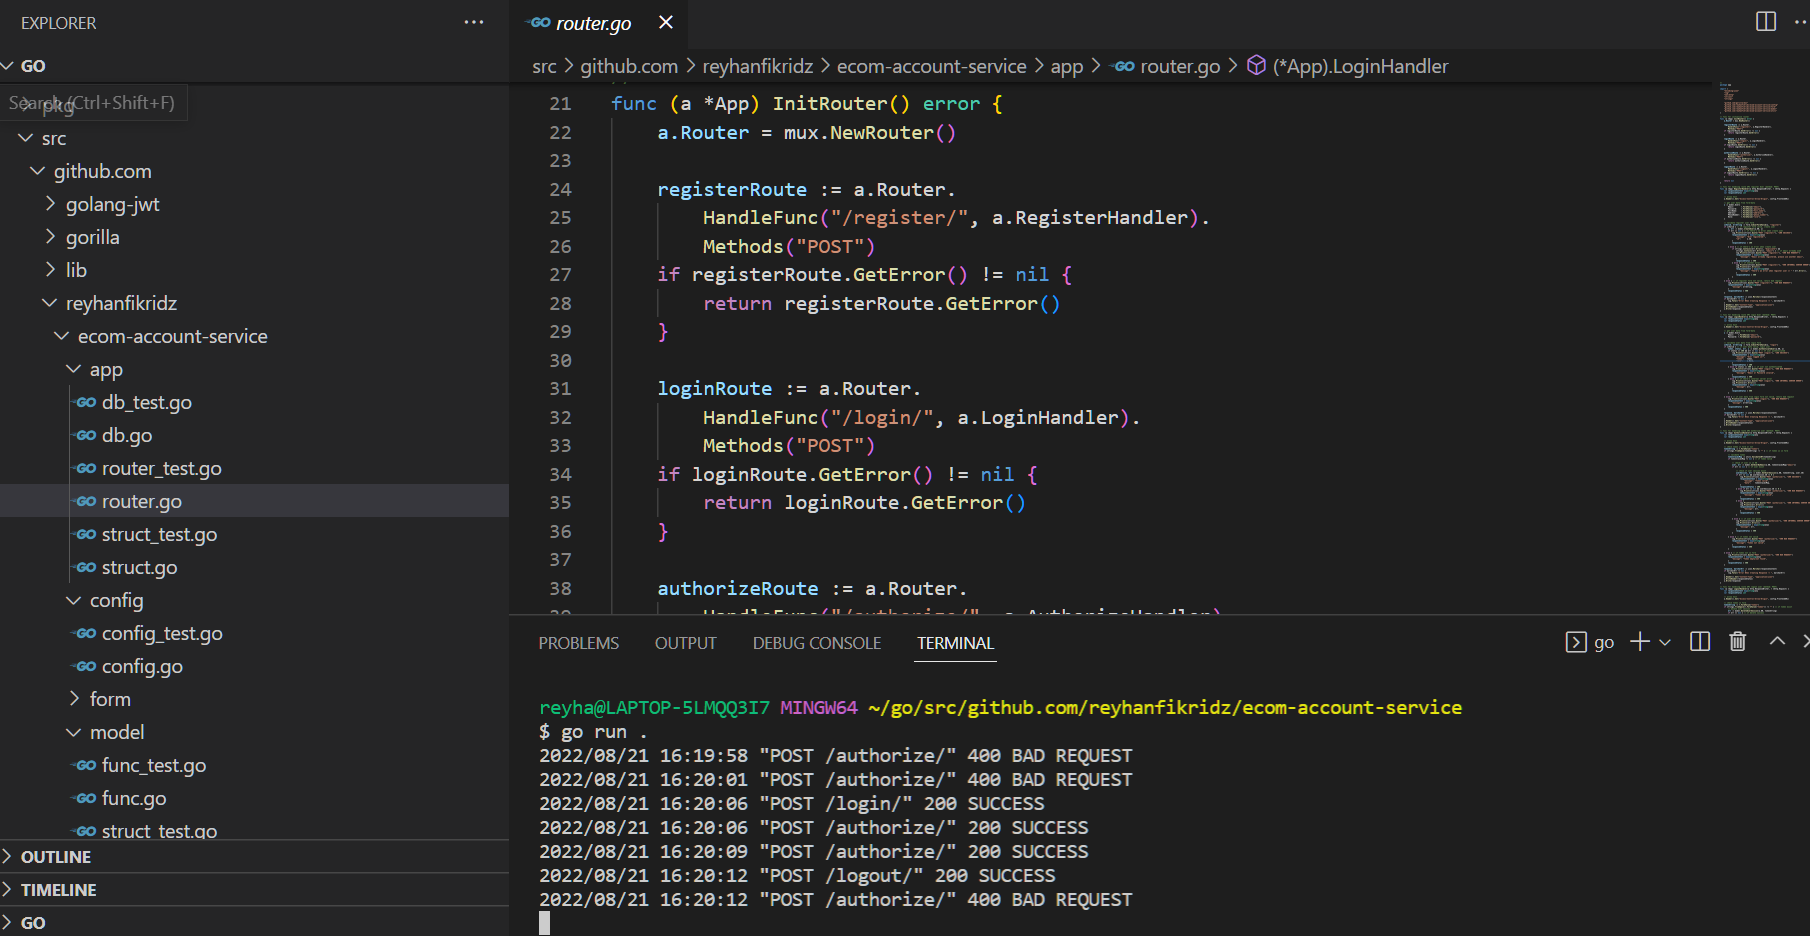 EXPLORER
GO
Search (Ctrl+Shift+F)
pkg
src
github.com
golang-jwt
gorilla
lib
reyhanfikridz
ecom-account-service
app
db_test.go
db.go
router_test.go
router.go
struct_test.go
struct.go
config
config_test.go
config.go
form
model
func_test.go
func.go
struct_test.go
OUTLINE
TIMELINE
GO
router.go
src > github.com > reyhanfikridz > ecom-account-service > app > router.go > (*App).LoginHandler
21 func (a *App) InitRouter() error {
22 a.Router = mux.NewRouter()
23
24 registerRoute := a.Router.
25 HandleFunc("/register/", a.RegisterHandler).
26 Methods("POST")
27 if registerRoute.GetError() != nil {
28 return registerRoute.GetError()
29 }
30
31 loginRoute := a.Router.
32 HandleFunc("/login/", a.LoginHandler).
33 Methods("POST")
34 if loginRoute.GetError() != nil {
35 return loginRoute.GetError()
36 }
37
38 authorizeRoute := a.Router.
39 HandleFunc("/authorize/", a.AuthorizeHandler).
PROBLEMS OUTPUT DEBUG CONSOLE TERMINAL go
reyha@LAPTOP-5LMQQ3I7 MINGW64 ~/go/src/github.com/reyhanfikridz/ecom-account-service
$ go run .
2022/08/21 16:19:58 "POST /authorize/" 400 BAD REQUEST
2022/08/21 16:20:01 "POST /authorize/" 400 BAD REQUEST
2022/08/21 16:20:06 "POST /login/" 200 SUCCESS
2022/08/21 16:20:06 "POST /authorize/" 200 SUCCESS
2022/08/21 16:20:09 "POST /authorize/" 200 SUCCESS
2022/08/21 16:20:12 "POST /logout/" 200 SUCCESS
2022/08/21 16:20:12 "POST /authorize/" 400 BAD REQUEST